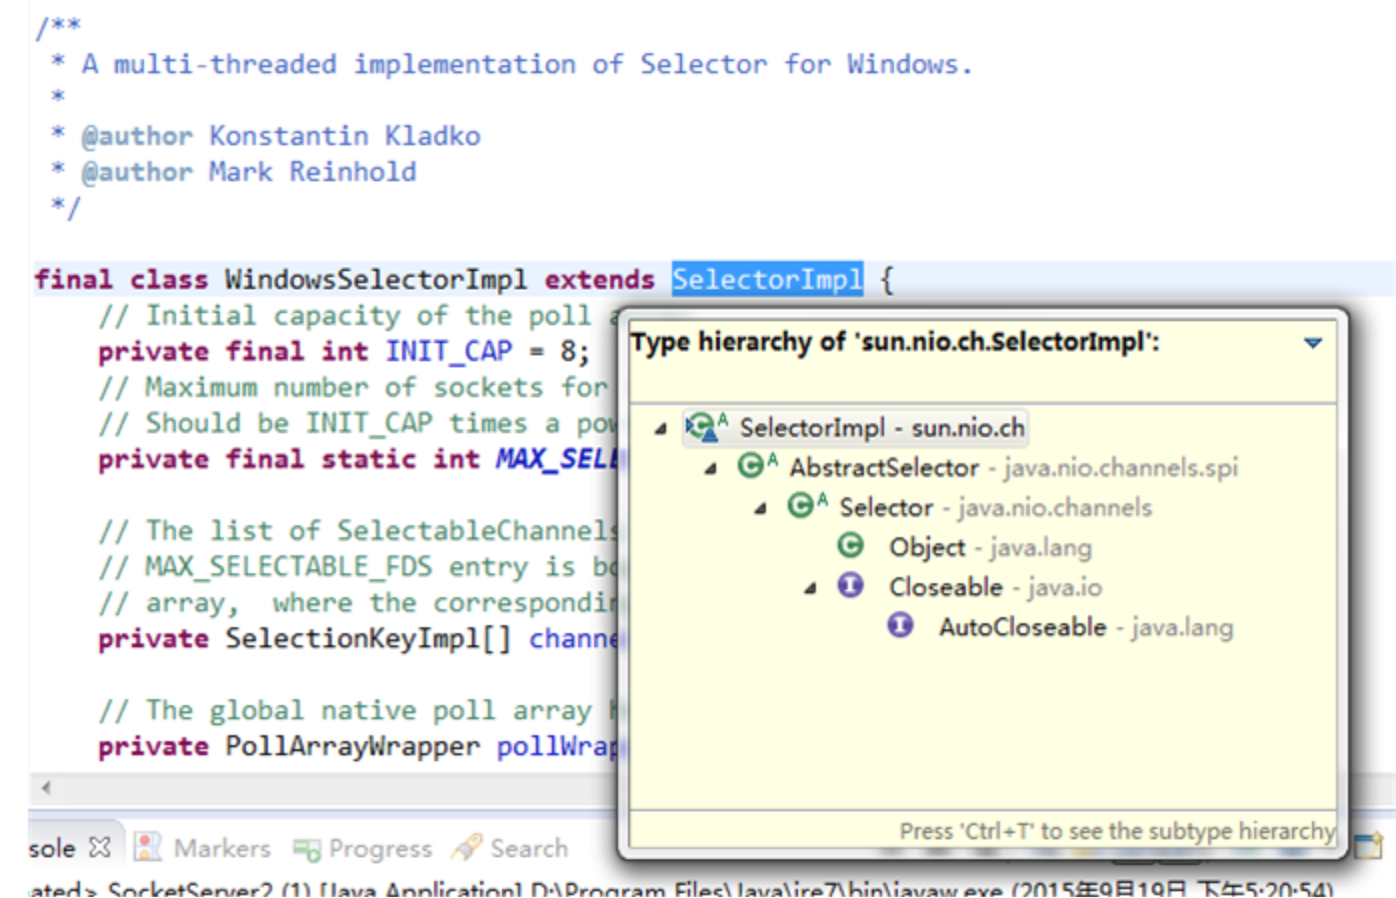 /**
* A multi-threaded implementation of Selector for Windows.
*
* @author Konstantin Kladko
* @author Mark Reinhold
*/
final class WindowsSelectorImpl extends SelectorImpl {
// Initial capacity of the poll
private final int INIT_CAP = 8;
// Maximum number of sockets for
// Should be INIT_CAP times a
private final static int MAX_SELE
// The list of SelectableChannels
// MAX_SELECTABLE_FDS entry is
// array, where the correspondin
private SelectionKeyImpl[] channe
// The global native poll array
private PollArrayWrapper pollWrap
Type hierarchy of 'sun.nio.ch.SelectorImpl':
SelectorImpl - sun.nio.ch
AbstractSelector - java.nio.channels.spi
Selector - java.nio.channels
Object - java.lang
Closeable - java.io
AutoCloseable - java.lang
Press 'Ctrl+T' to see the subtype hierarchy
sole Markers Progress Search
ated> SocketServer2 (1) [Java Application] D:\Program Files\Java\jre7\bin\javaw.exe (2015年9月19日 下午5:20:54)